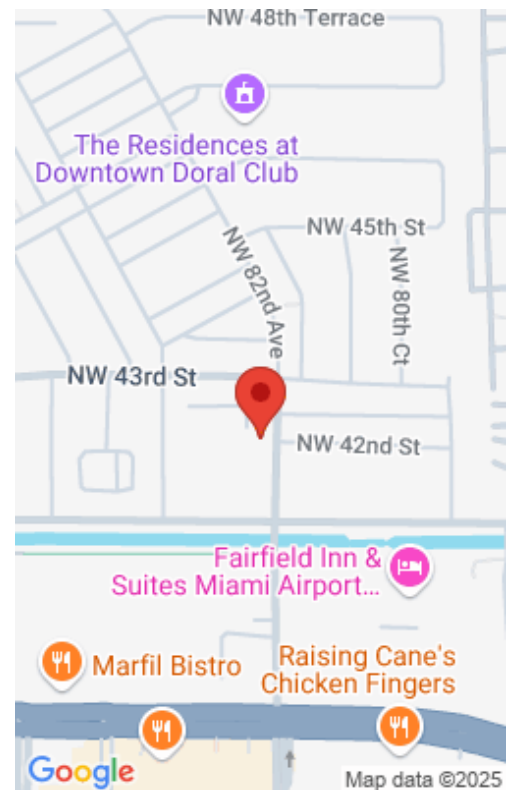 NW 48th Terrace
The Residences at
Downtown Doral Club
NW 45th St
NW 82nd Ave
NW 80th Ct
NW 43rd St
NW 42nd St
Fairfield Inn &
Suites Miami Airport...
Marfil Bistro
Raising Cane's
Chicken Fingers
Google
Map data ©2025